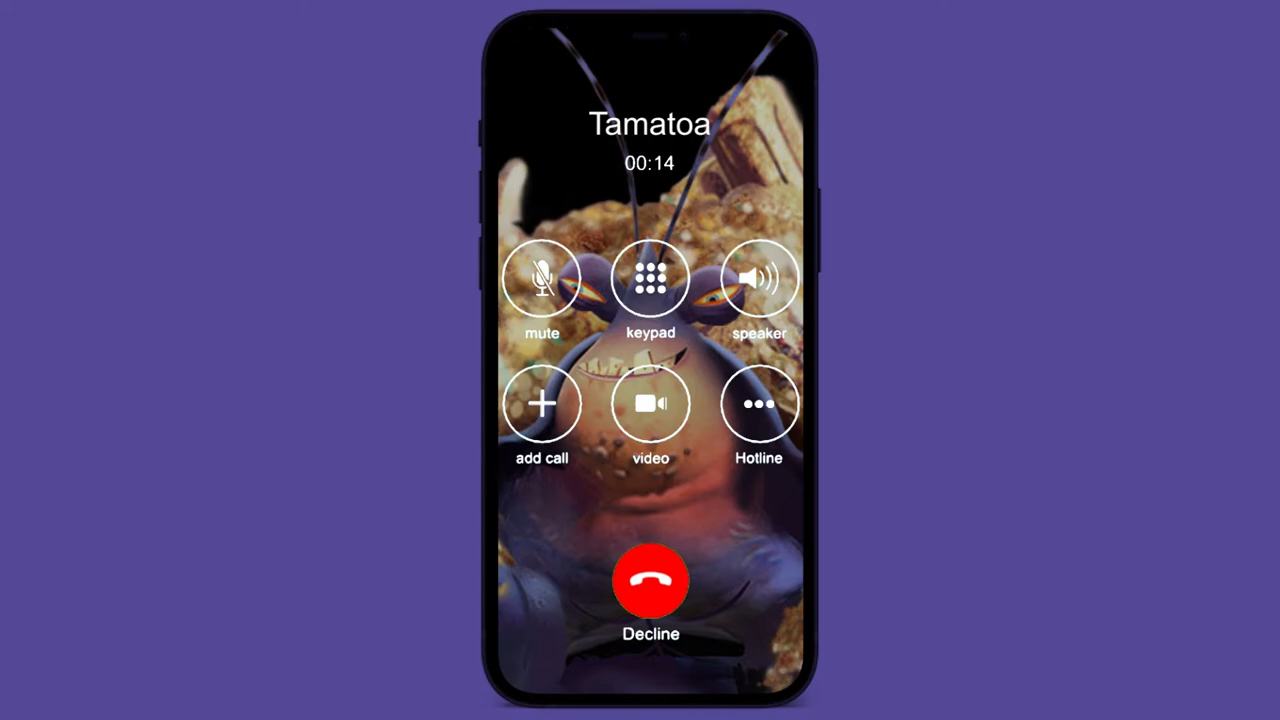 Tamatoa
00:14
mute keypad speaker
add call video Hotline
Decline